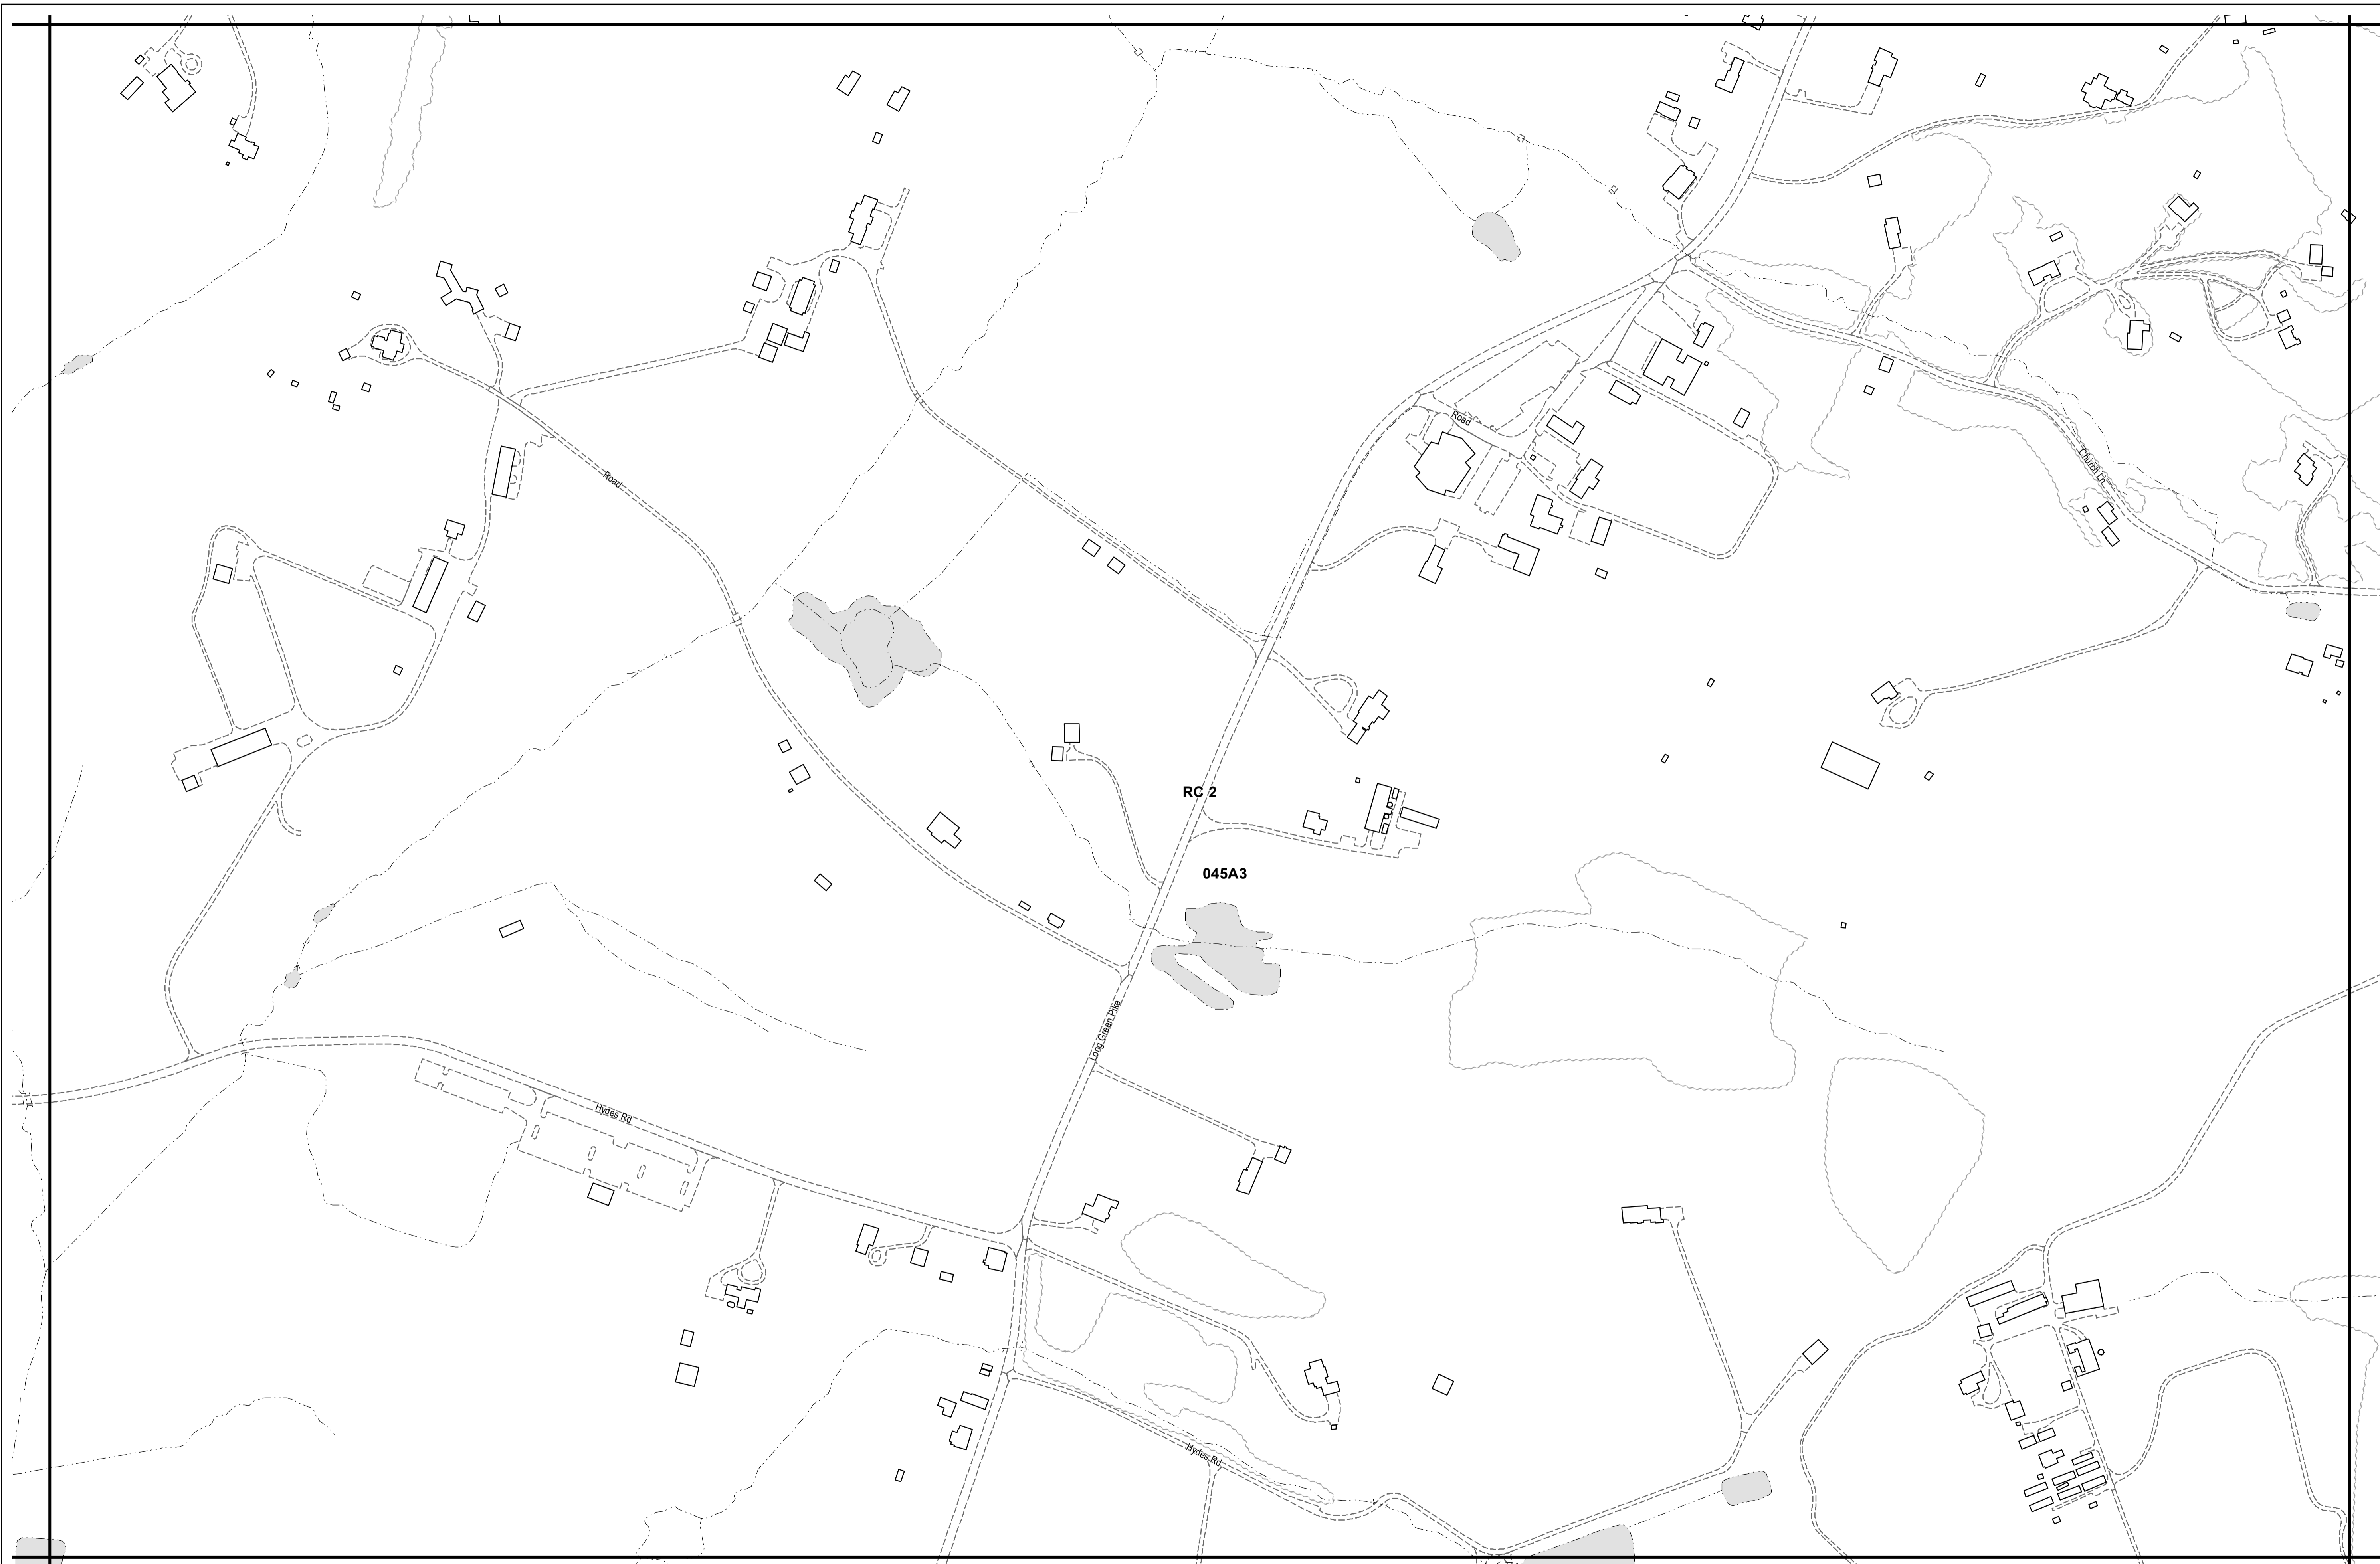 Road
Road
Church Ln
RC 2
045A3
Long Green Pike
Hydes Rd
Hydes Rd